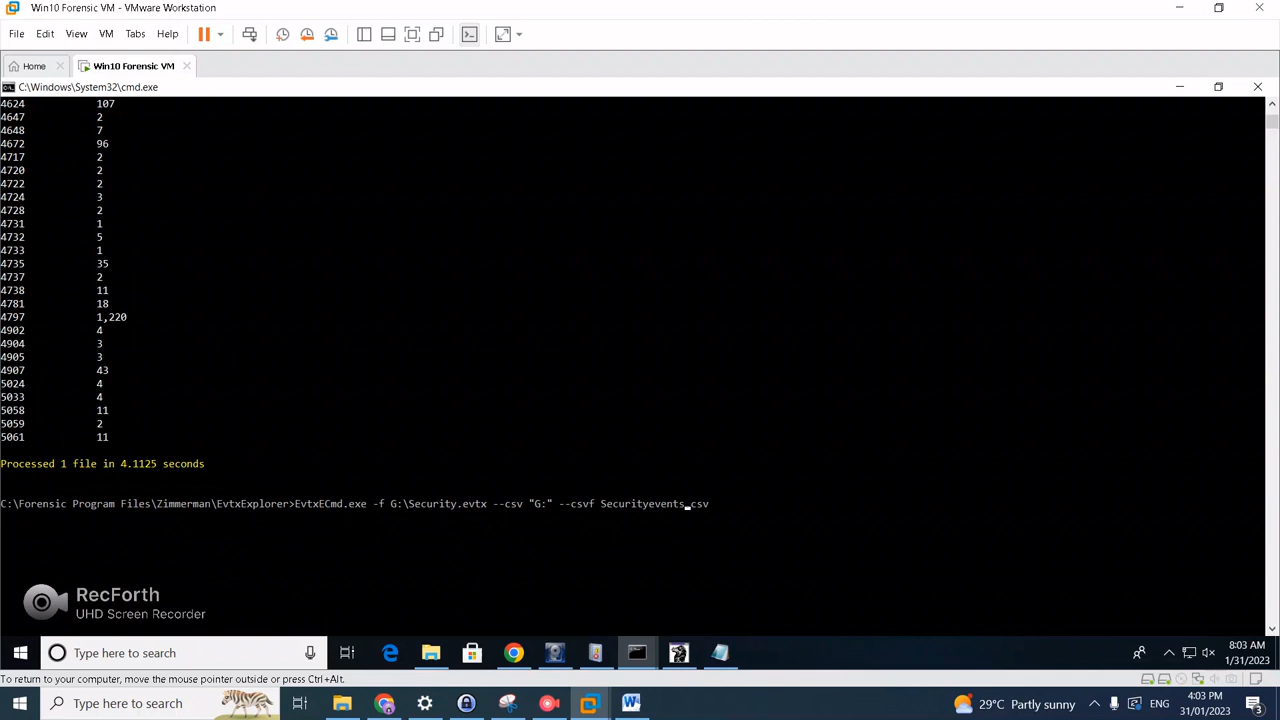 Win10 Forensic VM - VMware Workstation
File Edit View VM Tabs Help
Home Win10 Forensic VM
C:\Windows\System32\cmd.exe
4624 107
4647 2
4648 7
4672 96
4717 2
4720 2
4722 2
4724 3
4728 2
4731 1
4732 5
4733 1
4735 35
4737 2
4738 11
4781 18
4797 1,220
4902 4
4904 3
4905 3
4907 43
5024 4
5033 4
5058 11
5059 2
5061 11
Processed 1 file in 4.1125 seconds
C:\Forensic Program Files\Zimmerman\EvtxExplorer>EvtxECmd.exe -f G:\Security.evtx --csv "G:" --csvf Securityevents.csv
RecForth
UHD Screen Recorder
Type here to search
8:03 AM
1/31/2023
To return to your computer, move the mouse pointer outside or press Ctrl+Alt.
Type here to search
29°C Partly sunny
ENG
4:03 PM
31/01/2023
3